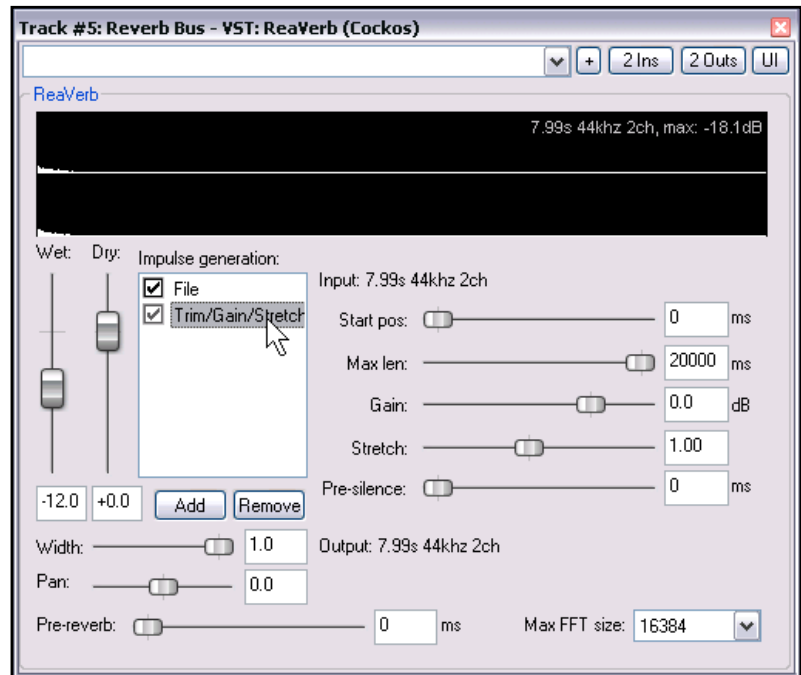 Track #5: Reverb Bus - VST: ReaVerb (Cockos)
+ 2 Ins 2 Outs UI
ReaVerb
7.99s 44khz 2ch, max: -18.1dB
Wet: Dry: Impulse generation:
File
Trim/Gain/Stretch
Input: 7.99s 44khz 2ch
Start pos: 0 ms
Max len: 20000 ms
Gain: 0.0 dB
Stretch: 1.00
Pre-silence: 0 ms
-12.0 +0.0 Add Remove
Width: 1.0 Output: 7.99s 44khz 2ch
Pan: 0.0
Pre-reverb: 0 ms Max FFT size: 16384